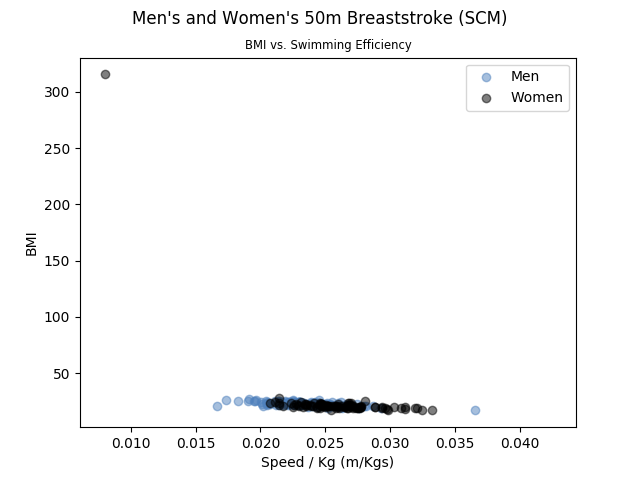 Men's and Women's 50m Breaststroke (SCM)
BMI vs. Swimming Efficiency
Men
Women
300
250
200
150
100
50
BMI
0.010 0.015 0.020 0.025 0.030 0.035 0.040
Speed / Kg (m/Kgs)